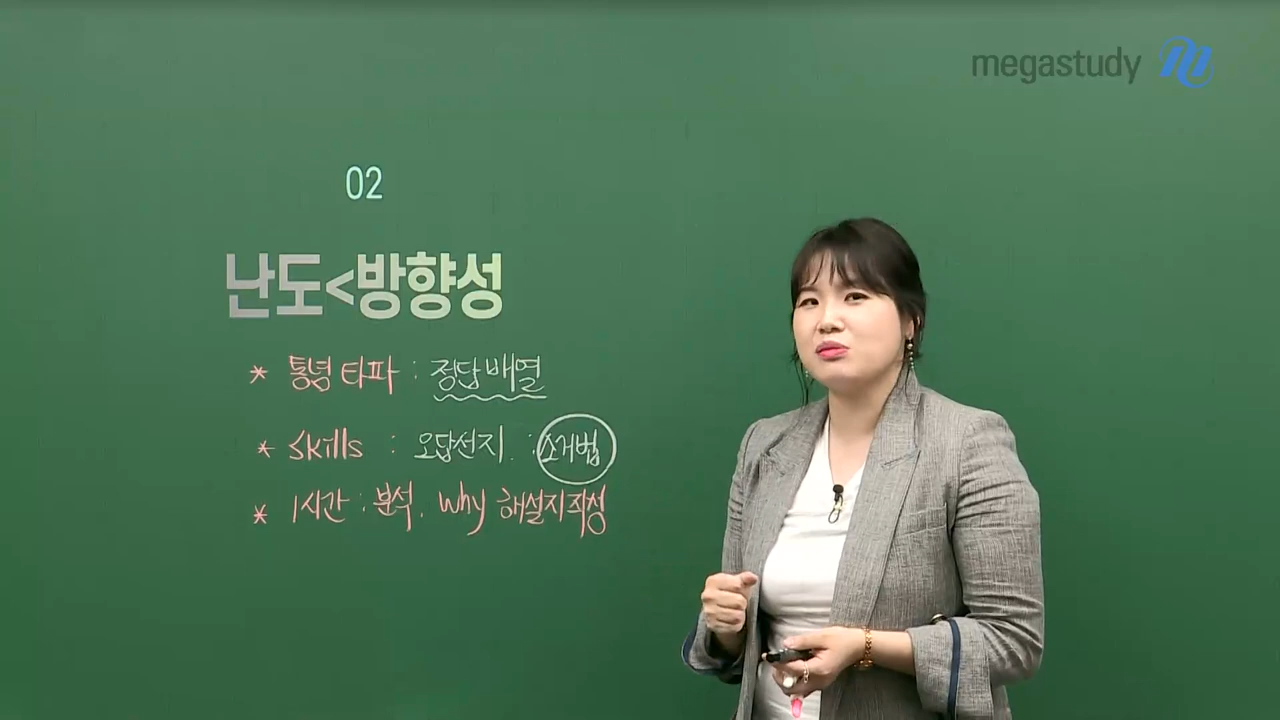 megastudy
02
난도<방향성
* 통념 타파 : 정답 배열
* Skills : 오답선지 : 소거법
* 1시간 : 분석. Why 해설지 작성